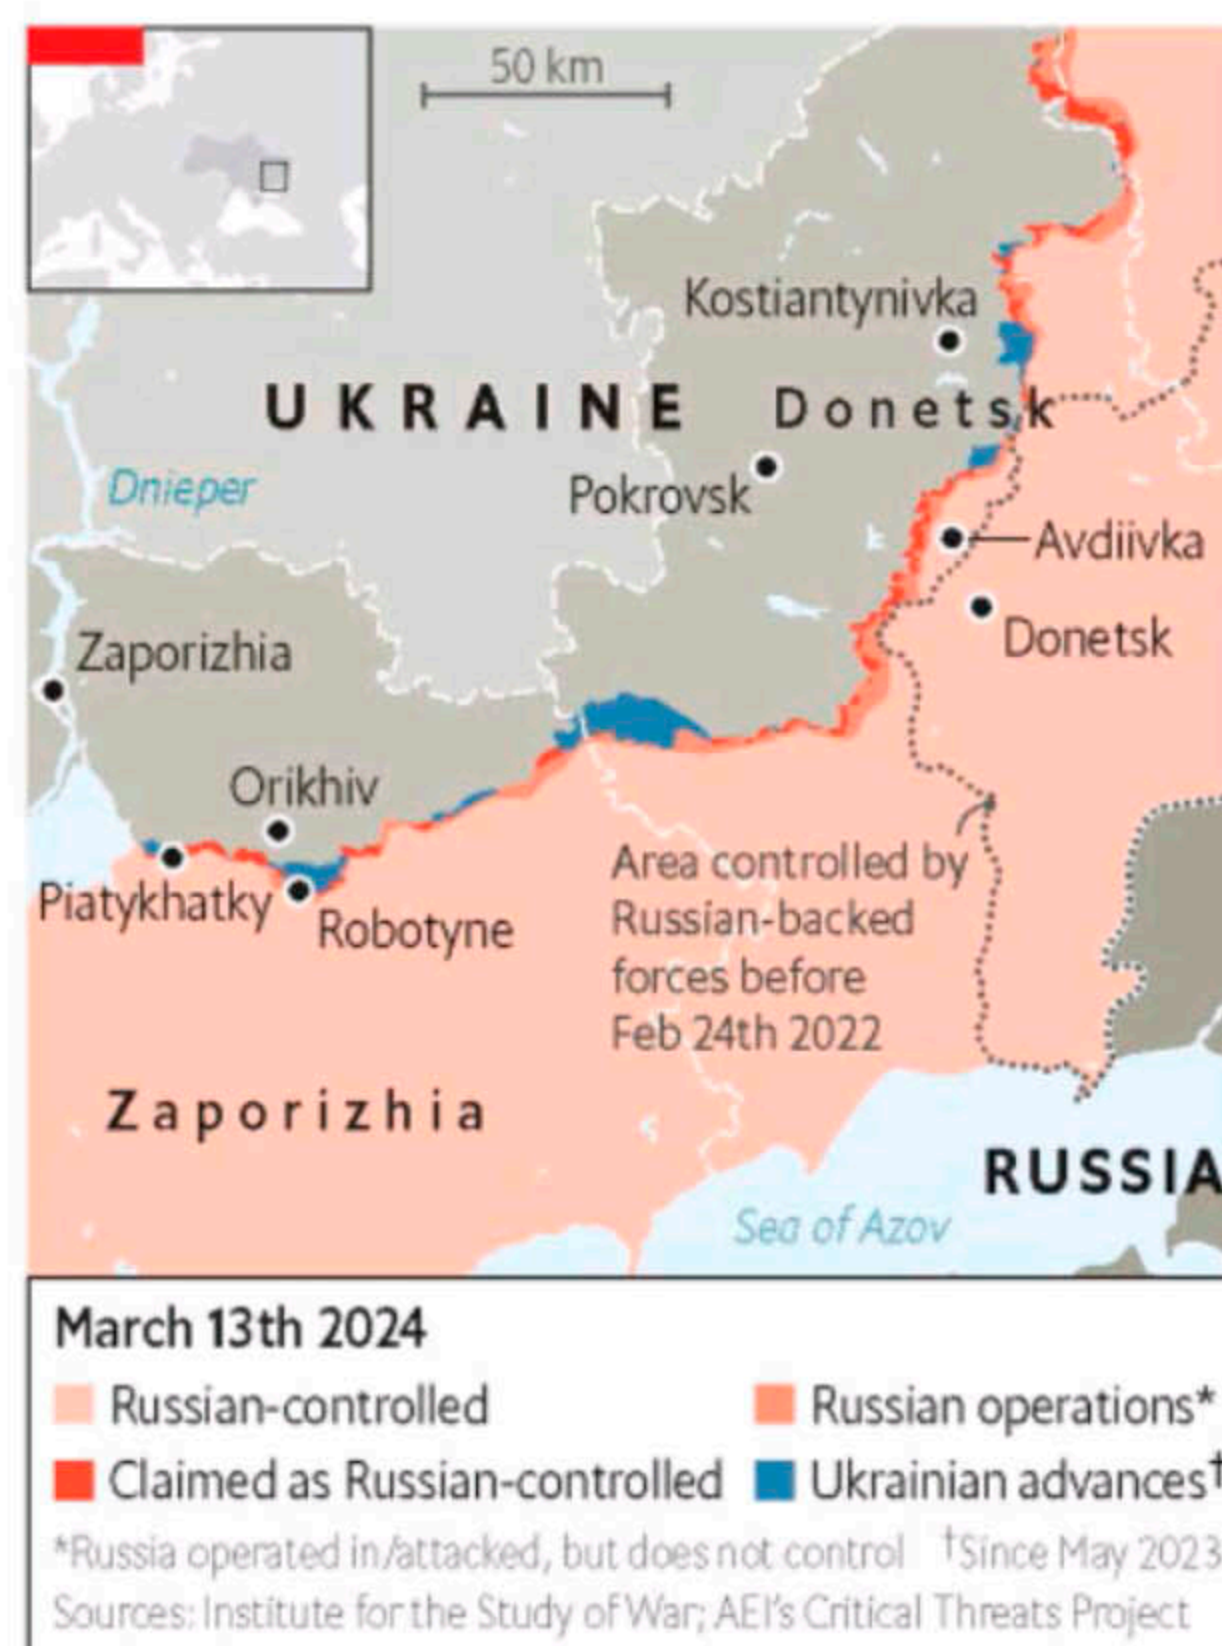 50 km
Kostiantynivka
UKRAINE
Donetsk
Dnieper
Pokrovsk
Avdiivka
Donetsk
Zaporizhia
Orikhiv
Piatykhatky
Robotyne
Area controlled by
Russian-backed
forces before
Feb 24th 2022
Zaporizhia
RUSSIA
Sea of Azov
March 13th 2024
Russian-controlled
Russian operations*
Claimed as Russian-controlled
Ukrainian advances†
*Russia operated in/attacked, but does not control †Since May 2023
Sources: Institute for the Study of War; AEI's Critical Threats Project